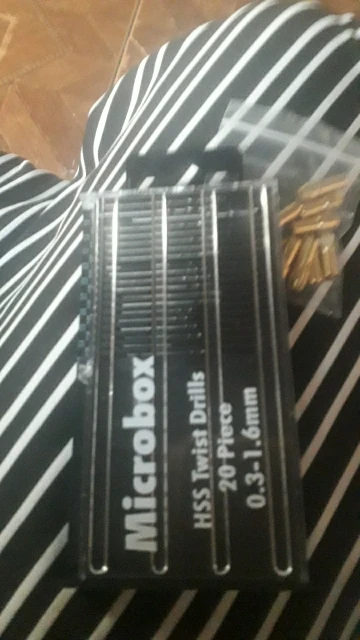 Microbox
HSS Twist Drills
20 Piece
0.3-1.6mm